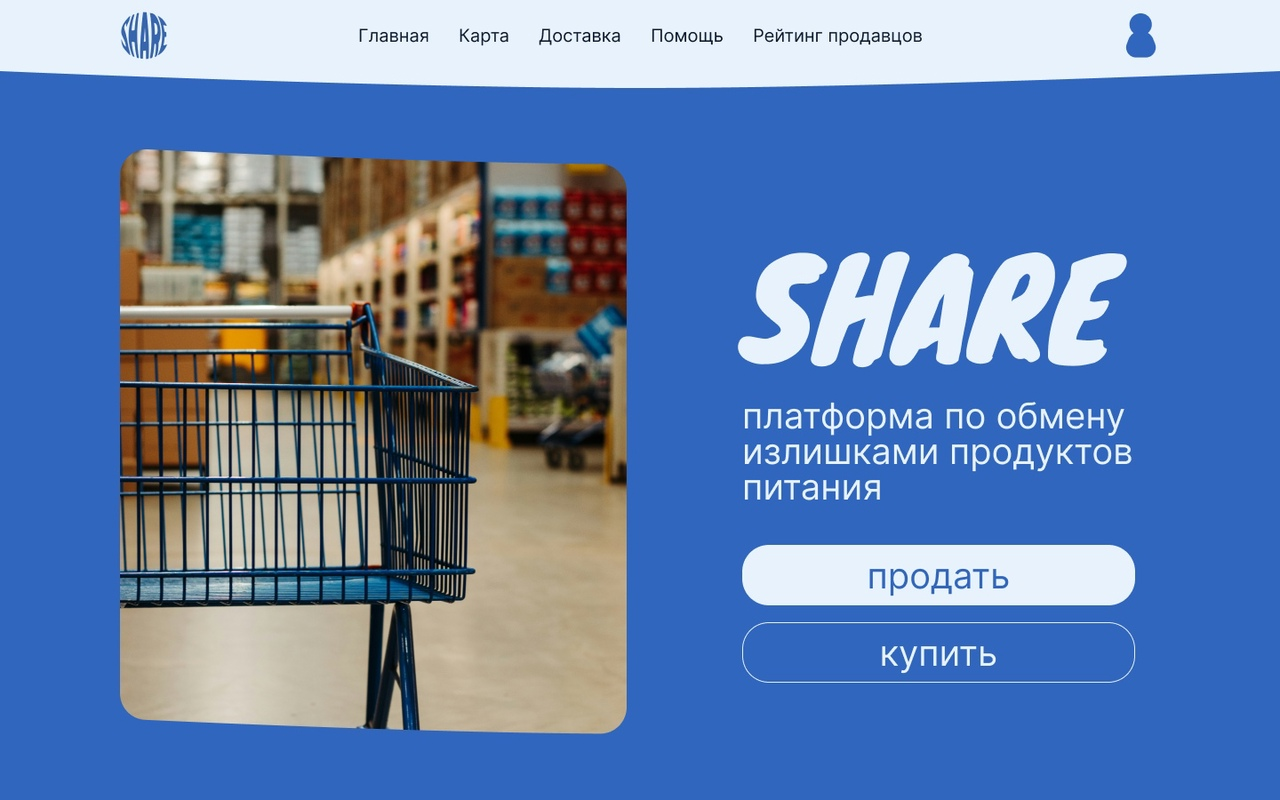 SHARE
Главная Карта Доставка Помощь Рейтинг продавцов
SHARE
платформа по обмену
излишками продуктов
питания
продать
купить